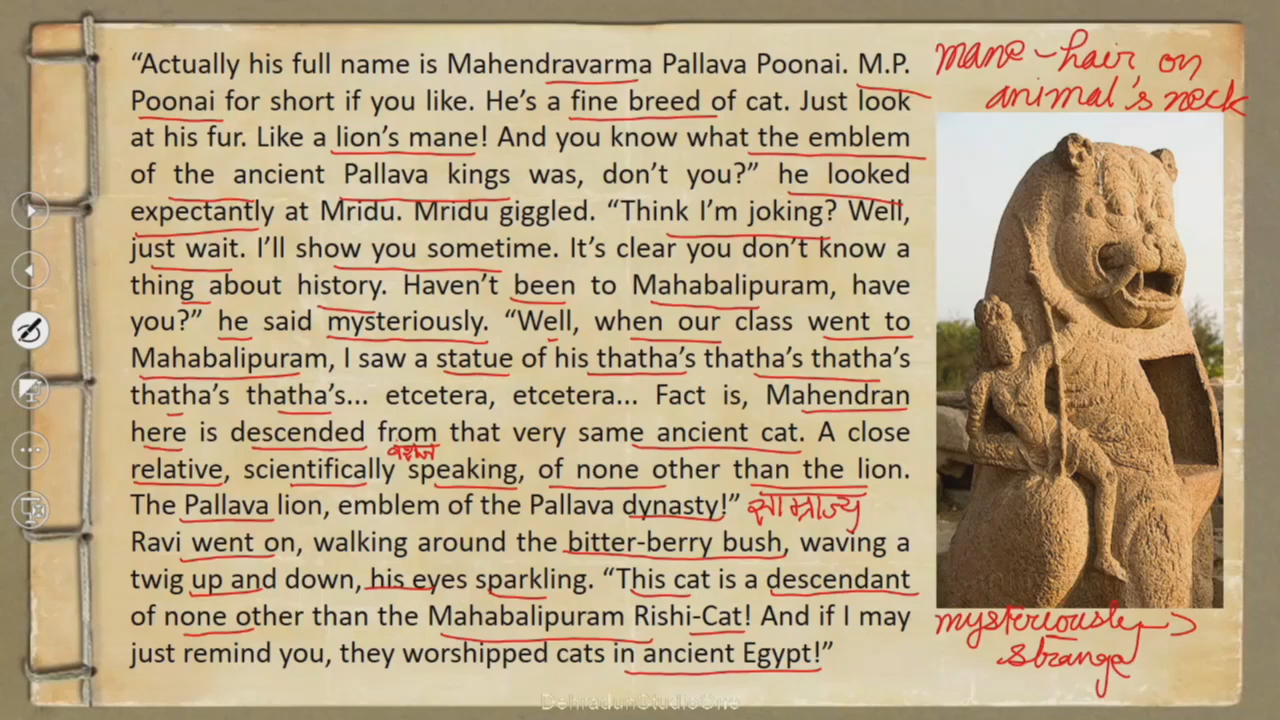 “Actually his full name is Mahendravarma Pallava Poonai. M.P.
Poonai for short if you like. He’s a fine breed of cat. Just look
at his fur. Like a lion’s mane! And you know what the emblem
of the ancient Pallava kings was, don’t you?” he looked
expectantly at Mridu. Mridu giggled. “Think I’m joking? Well,
just wait. I’ll show you sometime. It’s clear you don’t know a
thing about history. Haven’t been to Mahabalipuram, have
you?” he said mysteriously. “Well, when our class went to
Mahabalipuram, I saw a statue of his thatha’s thatha’s thatha’s
thatha’s thatha’s... etcetera, etcetera... Fact is, Mahendran
here is descended from that very same ancient cat. A close
relative, scientifically speaking, of none other than the lion.
The Pallava lion, emblem of the Pallava dynasty!” साम्राज्य
Ravi went on, walking around the bitter-berry bush, waving a
twig up and down, his eyes sparkling. “This cat is a descendant
of none other than the Mahabalipuram Rishi-Cat! And if I may
just remind you, they worshipped cats in ancient Egypt!”
mane - hair on
animal's neck
mysteriously →
strange
DehradunStudioOne